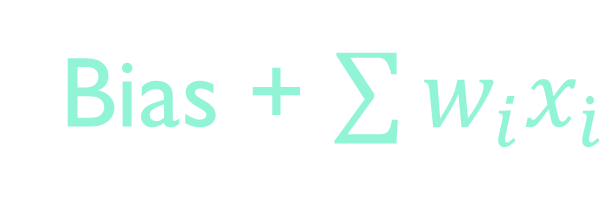 Bias + ∑ wᵢxᵢ